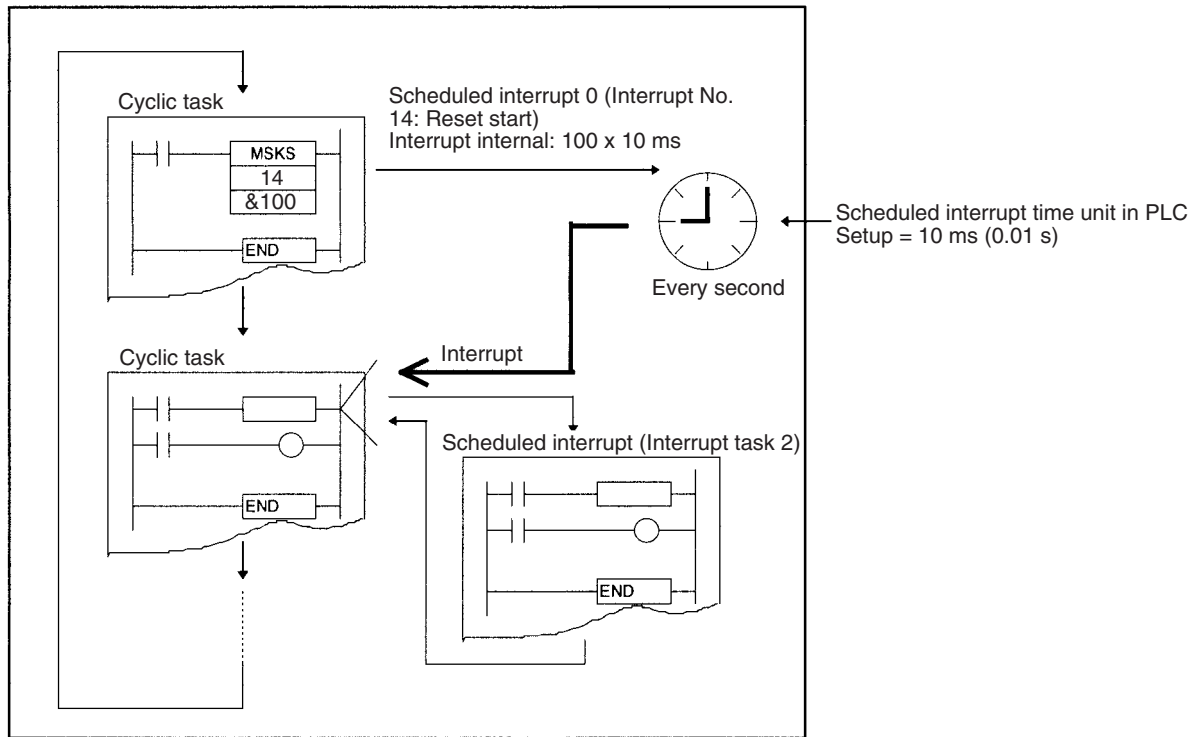 Cyclic task
MSKS
14
&100
END
Scheduled interrupt 0 (Interrupt No.
14: Reset start)
Interrupt internal: 100 x 10 ms
Scheduled interrupt time unit in PLC
Setup = 10 ms (0.01 s)
Every second
Interrupt
Cyclic task
END
Scheduled interrupt (Interrupt task 2)
END